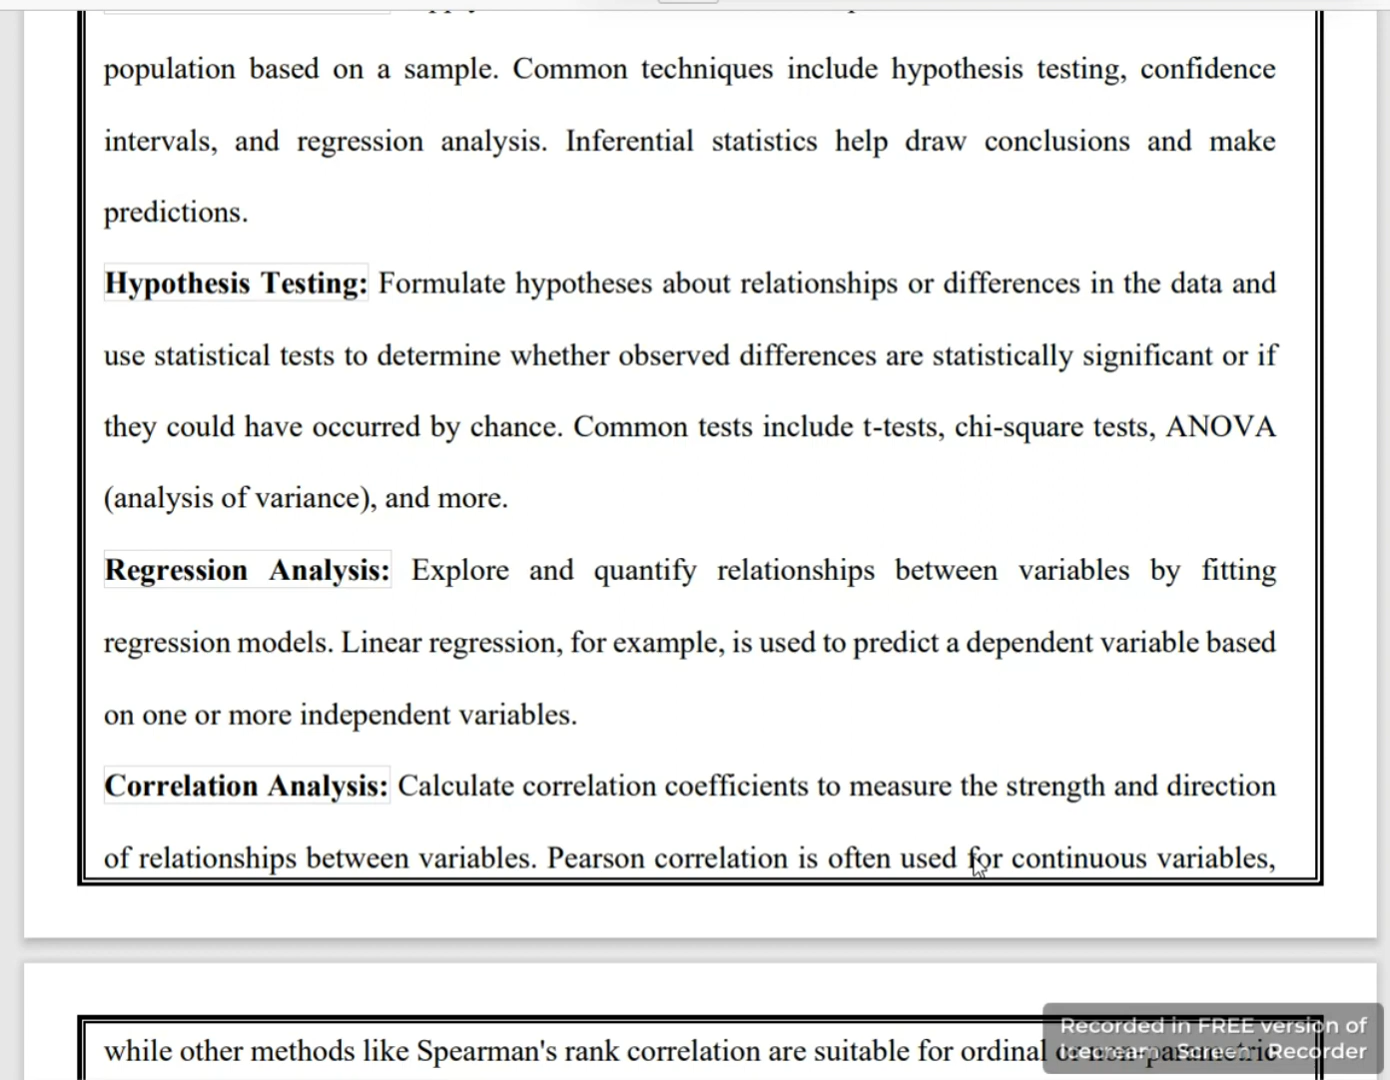 population based on a sample. Common techniques include hypothesis testing, confidence
intervals, and regression analysis. Inferential statistics help draw conclusions and make
predictions.
Hypothesis Testing: Formulate hypotheses about relationships or differences in the data and
use statistical tests to determine whether observed differences are statistically significant or if
they could have occurred by chance. Common tests include t-tests, chi-square tests, ANOVA
(analysis of variance), and more.
Regression Analysis: Explore and quantify relationships between variables by fitting
regression models. Linear regression, for example, is used to predict a dependent variable based
on one or more independent variables.
Correlation Analysis: Calculate correlation coefficients to measure the strength and direction
of relationships between variables. Pearson correlation is often used for continuous variables,
while other methods like Spearman's rank correlation are suitable for ordinal or non-parametric
Recorded in FREE version of
Icecream Screen Recorder